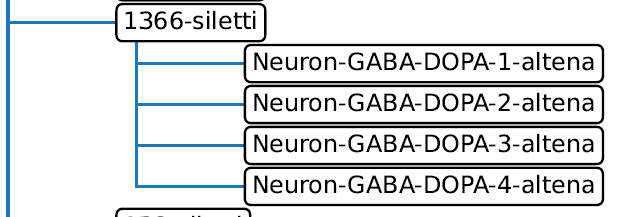 1366-siletti
Neuron-GABA-DOPA-1-altena
Neuron-GABA-DOPA-2-altena
Neuron-GABA-DOPA-3-altena
Neuron-GABA-DOPA-4-altena